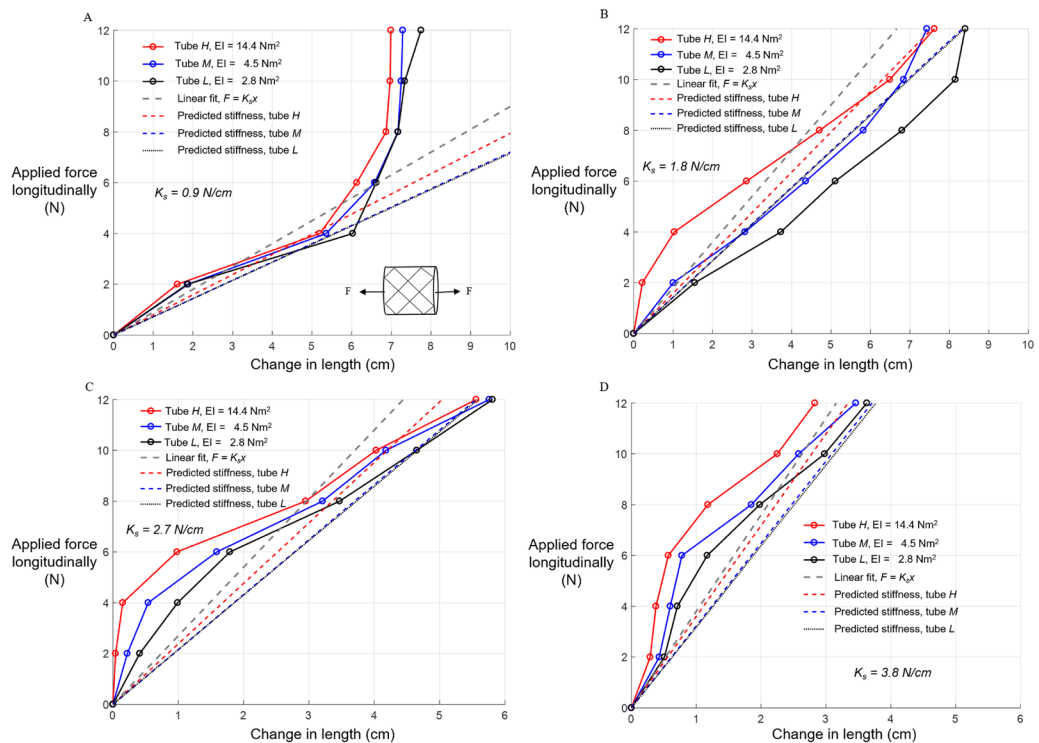 A
Tube H, EI = 14.4 Nm²
Tube M, EI = 4.5 Nm²
Tube L, EI = 2.8 Nm²
Linear fit, F = Kₛx
Predicted stiffness, tube H
Predicted stiffness, tube M
Predicted stiffness, tube L
Kₛ = 0.9 N/cm
Applied force
longitudinally
(N)
12
10
8
6
4
2
0
F
F
0 1 2 3 4 5 6 7 8 9 10
Change in length (cm)
B
Tube H, EI = 14.4 Nm²
Tube M, EI = 4.5 Nm²
Tube L, EI = 2.8 Nm²
Linear fit, F = Kₛx
Predicted stiffness, tube H
Predicted stiffness, tube M
Predicted stiffness, tube L
Kₛ = 1.8 N/cm
Applied force
longitudinally
(N)
12
10
8
6
4
2
0
0 1 2 3 4 5 6 7 8 9 10
Change in length (cm)
C
Tube H, EI = 14.4 Nm²
Tube M, EI = 4.5 Nm²
Tube L, EI = 2.8 Nm²
Linear fit, F = Kₛx
Predicted stiffness, tube H
Predicted stiffness, tube M
Predicted stiffness, tube L
Kₛ = 2.7 N/cm
Applied force
longitudinally
(N)
12
10
8
6
4
2
0
0 1 2 3 4 5 6
Change in length (cm)
D
Tube H, EI = 14.4 Nm²
Tube M, EI = 4.5 Nm²
Tube L, EI = 2.8 Nm²
Linear fit, F = Kₛx
Predicted stiffness, tube H
Predicted stiffness, tube M
Predicted stiffness, tube L
Kₛ = 3.8 N/cm
Applied force
longitudinally
(N)
12
10
8
6
4
2
0
0 1 2 3 4 5 6
Change in length (cm)